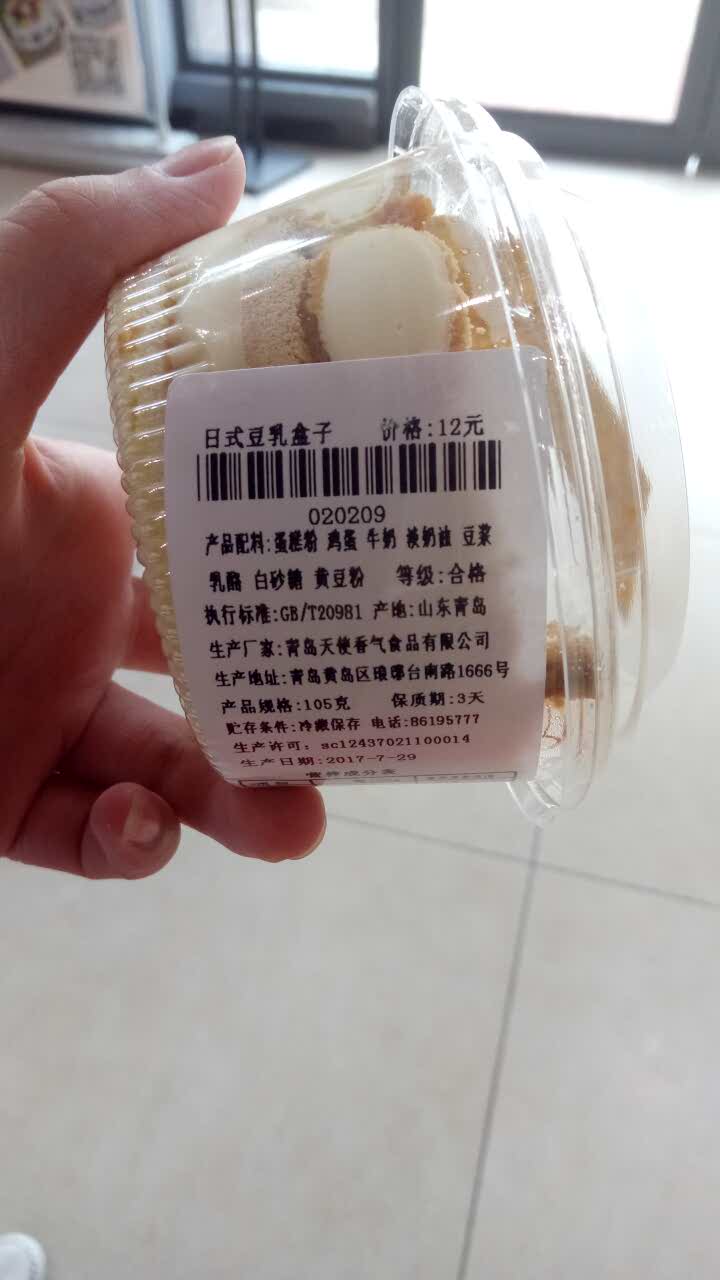 日式豆乳盒子 价格:12元
020209
产品配料:蛋糕粉 鸡蛋 牛奶 淡奶油 豆浆
乳酪 白砂糖 黄豆粉 等级:合格
执行标准:GB/T20981 产地:山东青岛
生产厂家:青岛天使香气食品有限公司
生产地址:青岛黄岛区琅琊台南路1666号
产品规格:105克 保质期:3天
贮存条件:冷藏保存 电话:86195777
生产许可: sc12437021100014
生产日期:2017-7-29
营养成分表